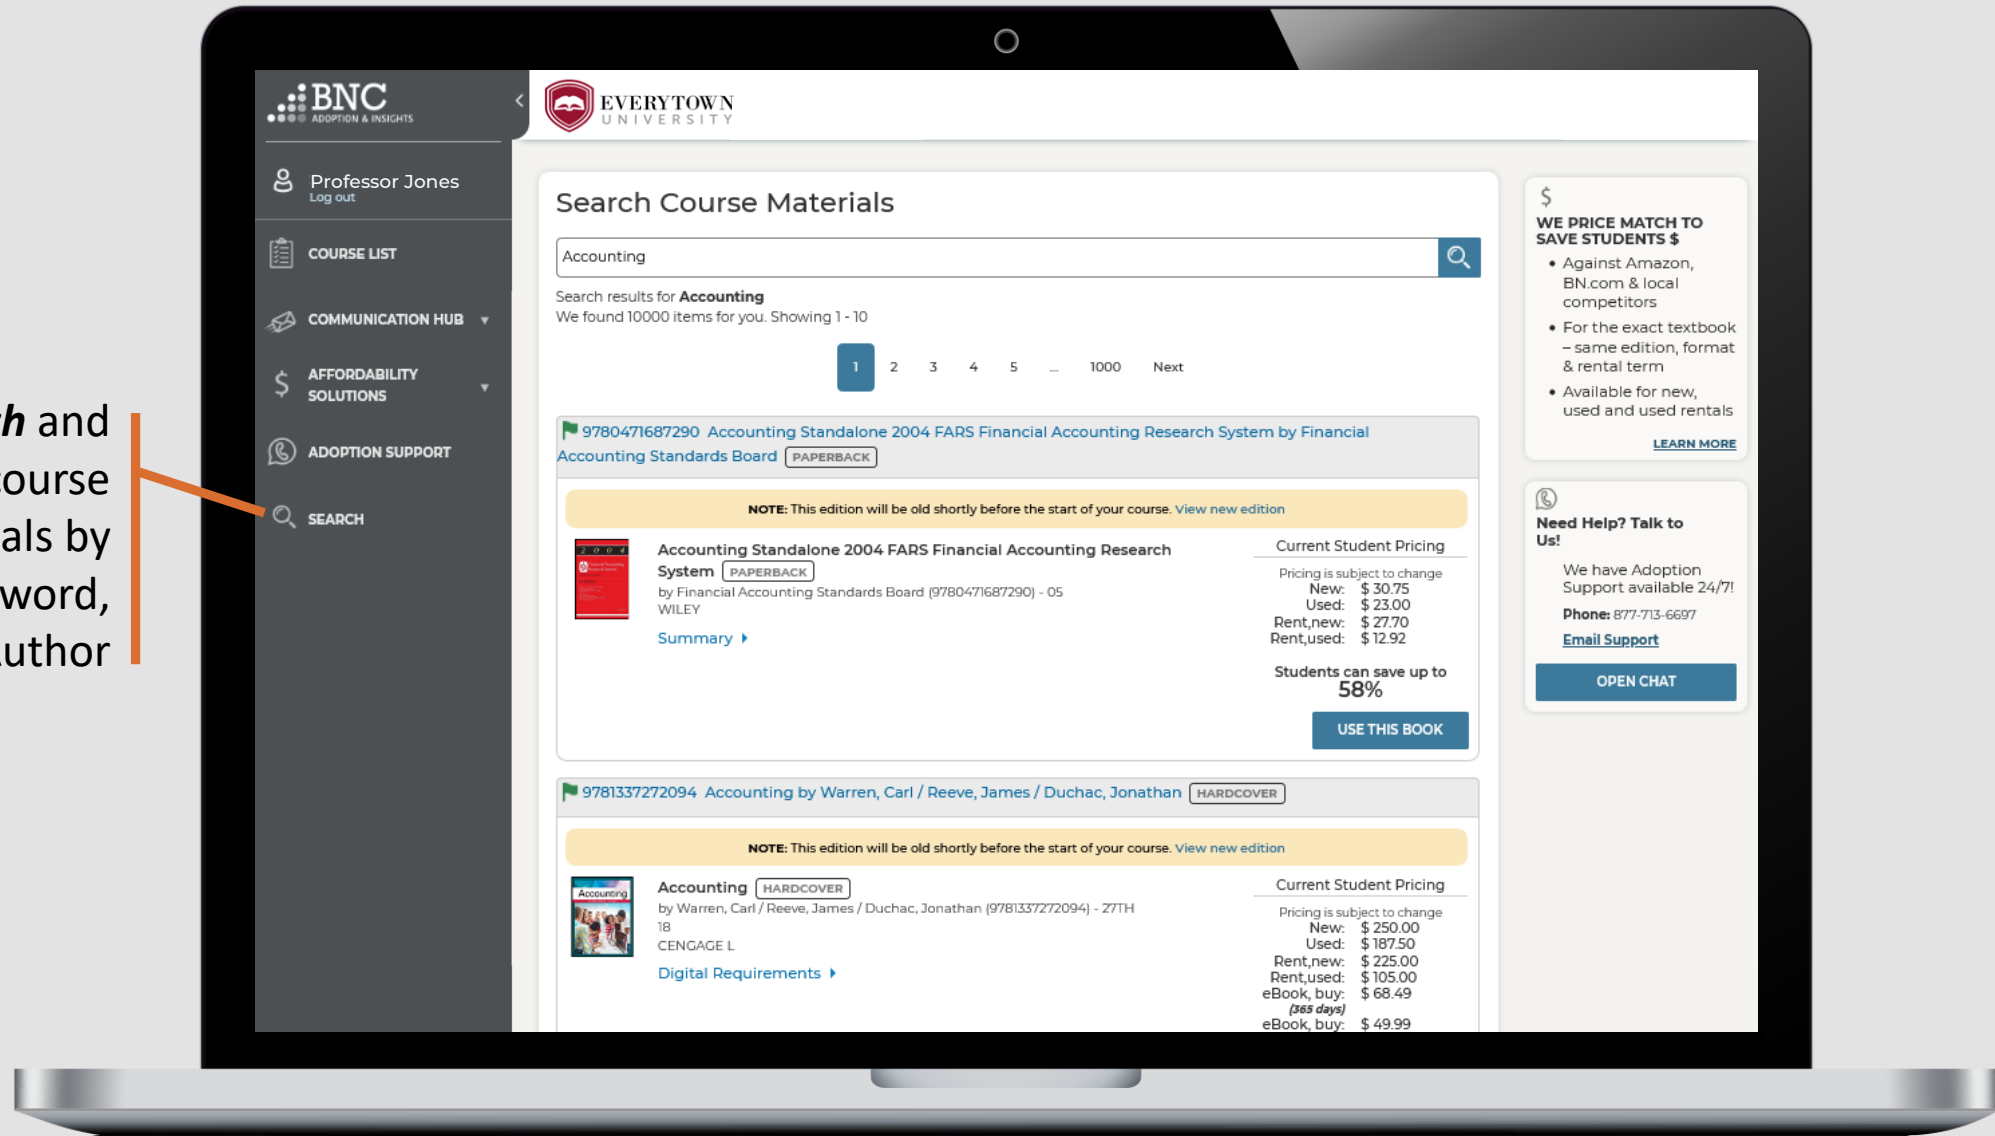 h and
course
als by
word,
uthor
BNC
ADOPTION & INSIGHTS
Professor Jones
Log out
COURSE LIST
COMMUNICATION HUB
AFFORDABILITY
SOLUTIONS
ADOPTION SUPPORT
SEARCH
EVERYTOWN
UNIVERSITY
Search Course Materials
Accounting
Search results for Accounting
We found 10000 items for you. Showing 1 - 10
1 2 3 4 5 ... 1000 Next
9780471687290 Accounting Standalone 2004 FARS Financial Accounting Research System by Financial
Accounting Standards Board PAPERBACK
NOTE: This edition will be old shortly before the start of your course. View new edition
2004
Accounting Standalone 2004 FARS Financial Accounting Research
System PAPERBACK
by Financial Accounting Standards Board (9780471687290) - 05
WILEY
Summary
Current Student Pricing
Pricing is subject to change
New: $ 30.75
Used: $ 23.00
Rent,new: $ 27.70
Rent,used: $ 12.92
Students can save up to
58%
USE THIS BOOK
9781337272094 Accounting by Warren, Carl / Reeve, James / Duchac, Jonathan HARDCOVER
NOTE: This edition will be old shortly before the start of your course. View new edition
Accounting
Accounting HARDCOVER
by Warren, Carl / Reeve, James / Duchac, Jonathan (9781337272094) - 27TH
18
CENGAGE L
Digital Requirements
Current Student Pricing
Pricing is subject to change
New: $ 250.00
Used: $ 187.50
Rent,new: $ 225.00
Rent,used: $ 105.00
eBook, buy: $ 68.49
(365 days)
eBook, buy: $ 49.99
$
WE PRICE MATCH TO
SAVE STUDENTS $
• Against Amazon,
BN.com & local
competitors
• For the exact textbook
– same edition, format
& rental term
• Available for new,
used and used rentals
LEARN MORE
Need Help? Talk to
Us!
We have Adoption
Support available 24/7!
Phone: 877-713-6697
Email Support
OPEN CHAT